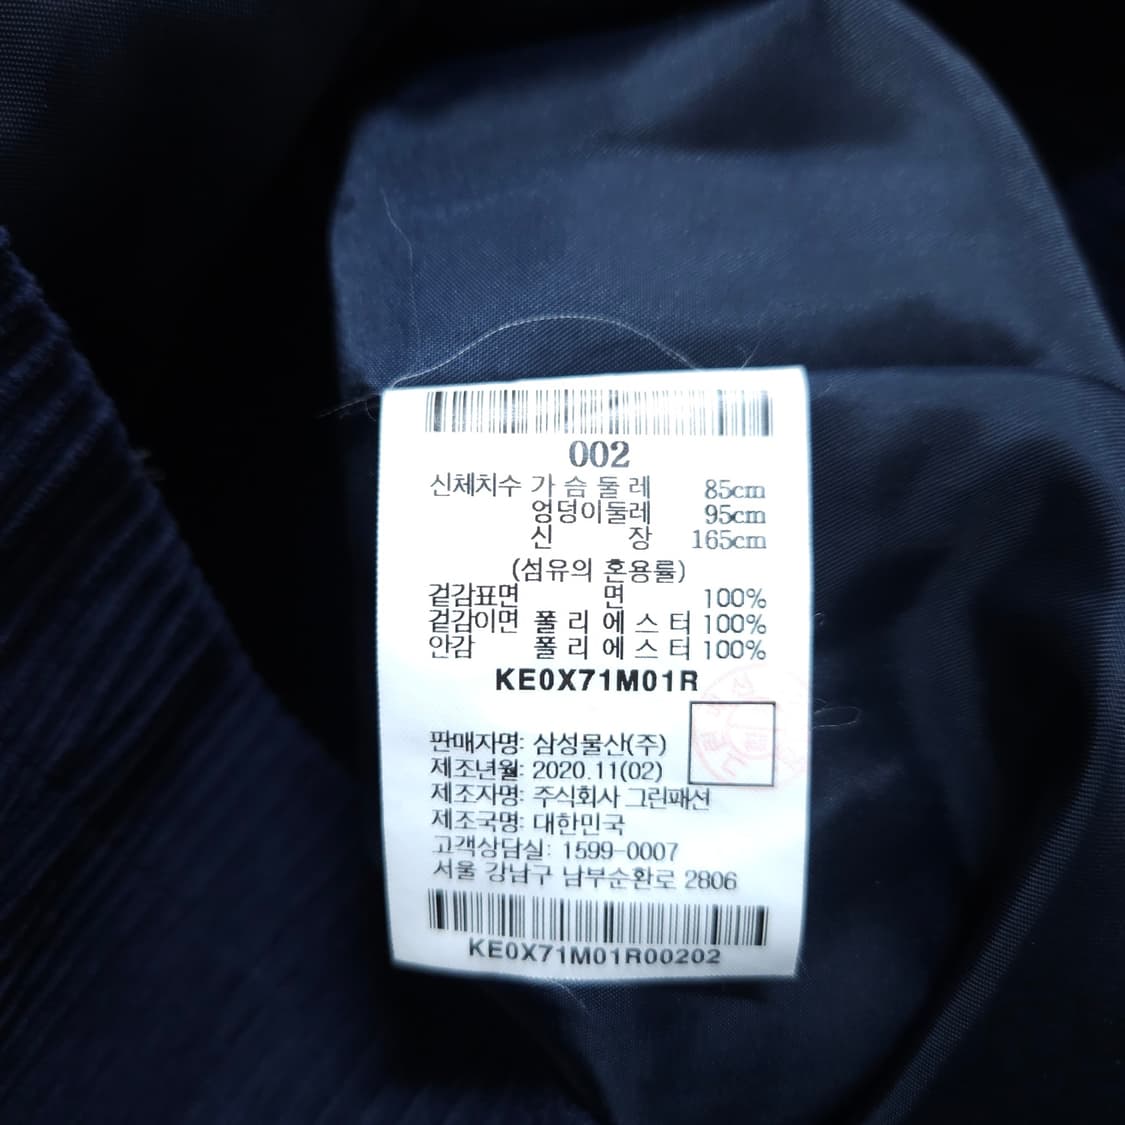 002
신체치수 가 슴 둘 레 85cm
엉덩이둘레 95cm
신 장 165cm
(섬유의 혼용률)
겉감표면 면 100%
겉감이면 폴 리 에 스 터 100%
안감 폴 리 에 스 터 100%
KE0X71M01R
판매자명: 삼성물산(주)
제조년월: 2020.11(02)
제조자명: 주식회사 그린패션
제조국명: 대한민국
고객상담실: 1599-0007
서울 강남구 남부순환로 2806
KE0X71M01R00202